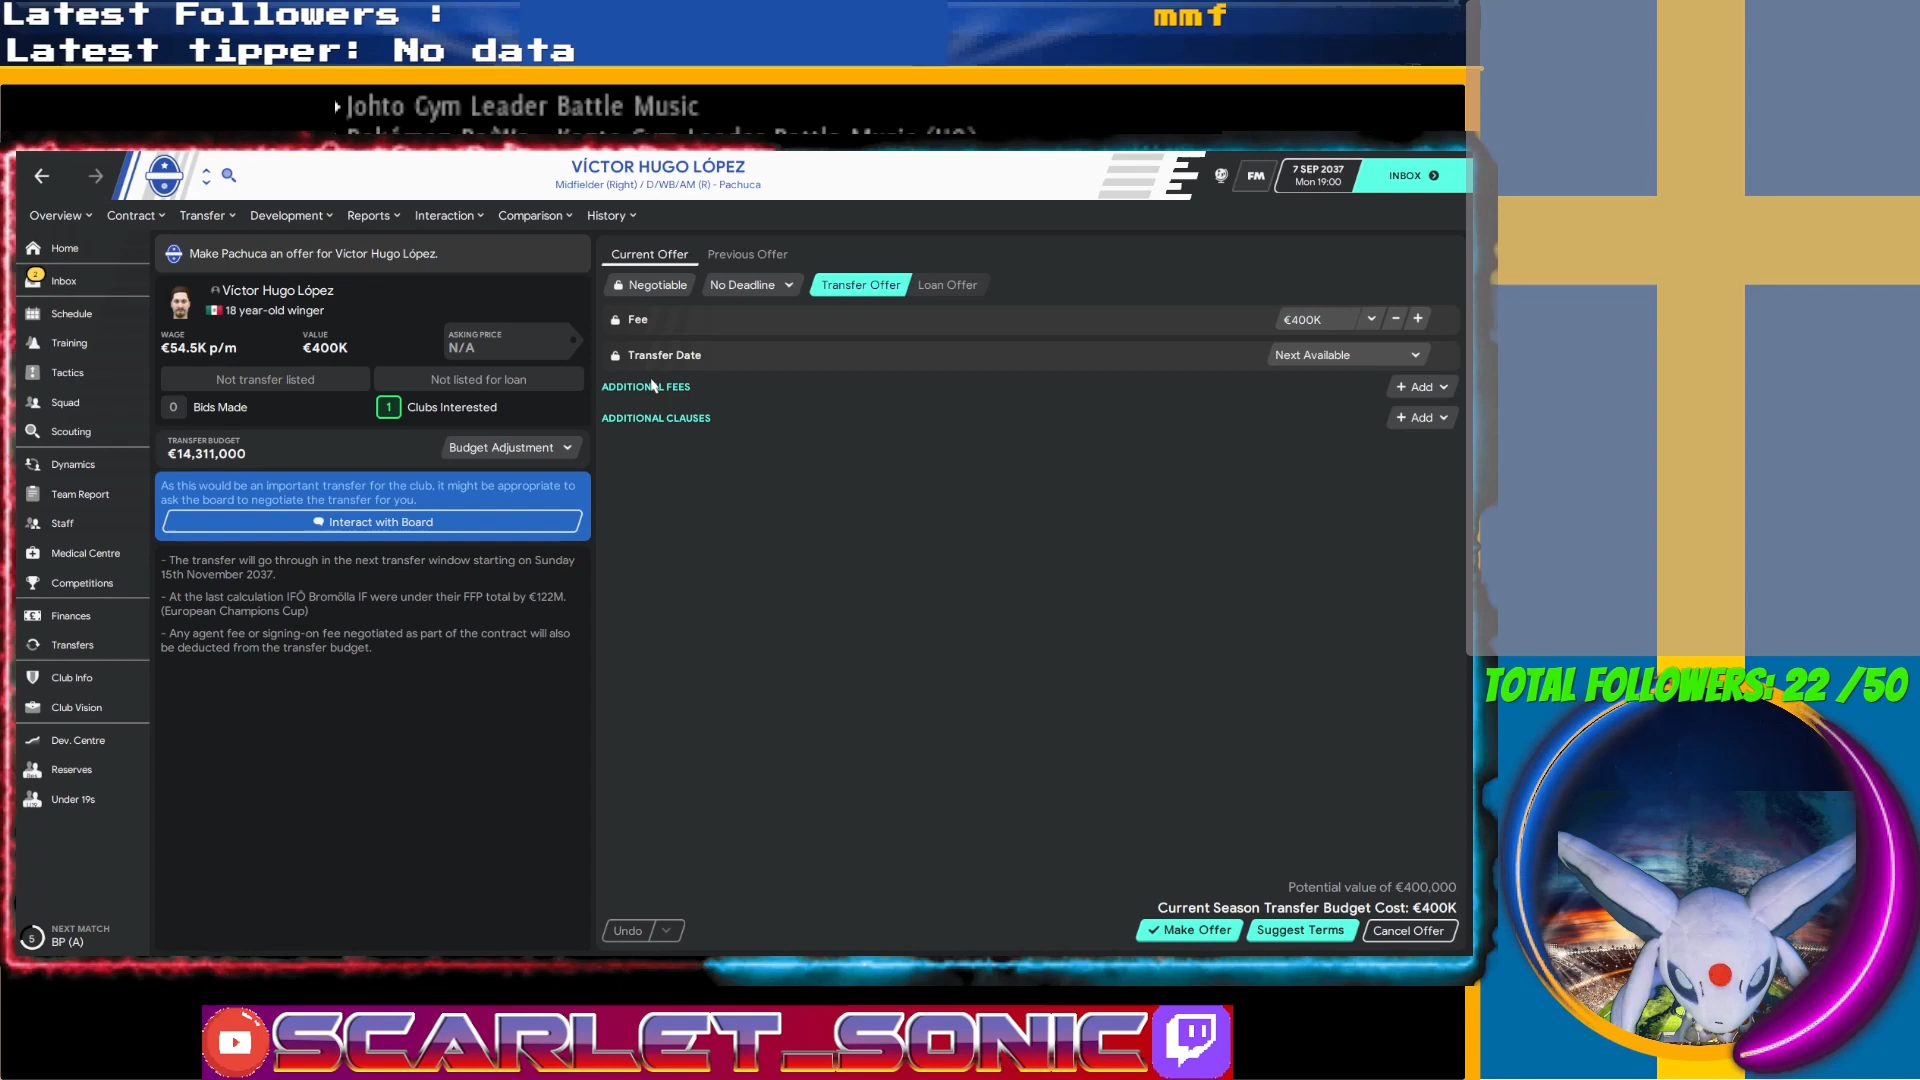 Latest Followers :
mmf
Latest tipper: No data
Johto Gym Leader Battle Music
VÍCTOR HUGO LÓPEZ
Midfielder (Right) / D/WB/AM (R) - Pachuca
FM
7 SEP 2037
Mon 19:00
INBOX
Overview
Contract
Transfer
Development
Reports
Interaction
Comparison
History
Home
2
Inbox
Schedule
Training
Tactics
Squad
Scouting
Dynamics
Team Report
Staff
Medical Centre
Competitions
Finances
Transfers
Club Info
Club Vision
Dev. Centre
Reserves
Under 19s
5
NEXT MATCH
BP (A)
Make Pachuca an offer for Víctor Hugo López.
Víctor Hugo López
18 year-old winger
WAGE
€54.5K p/m
VALUE
€400K
ASKING PRICE
N/A
Not transfer listed
Not listed for loan
0 Bids Made
1 Clubs Interested
TRANSFER BUDGET
€14,311,000
Budget Adjustment
As this would be an important transfer for the club, it might be appropriate to
ask the board to negotiate the transfer for you.
Interact with Board
- The transfer will go through in the next transfer window starting on Sunday
15th November 2037.
- At the last calculation IFÖ Bromölla IF were under their FFP total by €122M.
(European Champions Cup)
- Any agent fee or signing-on fee negotiated as part of the contract will also
be deducted from the transfer budget.
Current Offer
Previous Offer
Negotiable
No Deadline
Transfer Offer
Loan Offer
Fee
€400K
Transfer Date
Next Available
ADDITIONAL FEES
+ Add
ADDITIONAL CLAUSES
+ Add
Potential value of €400,000
Current Season Transfer Budget Cost: €400K
Undo
Make Offer
Suggest Terms
Cancel Offer
TOTAL FOLLOWERS: 22 /50
SCARLET_SONIC